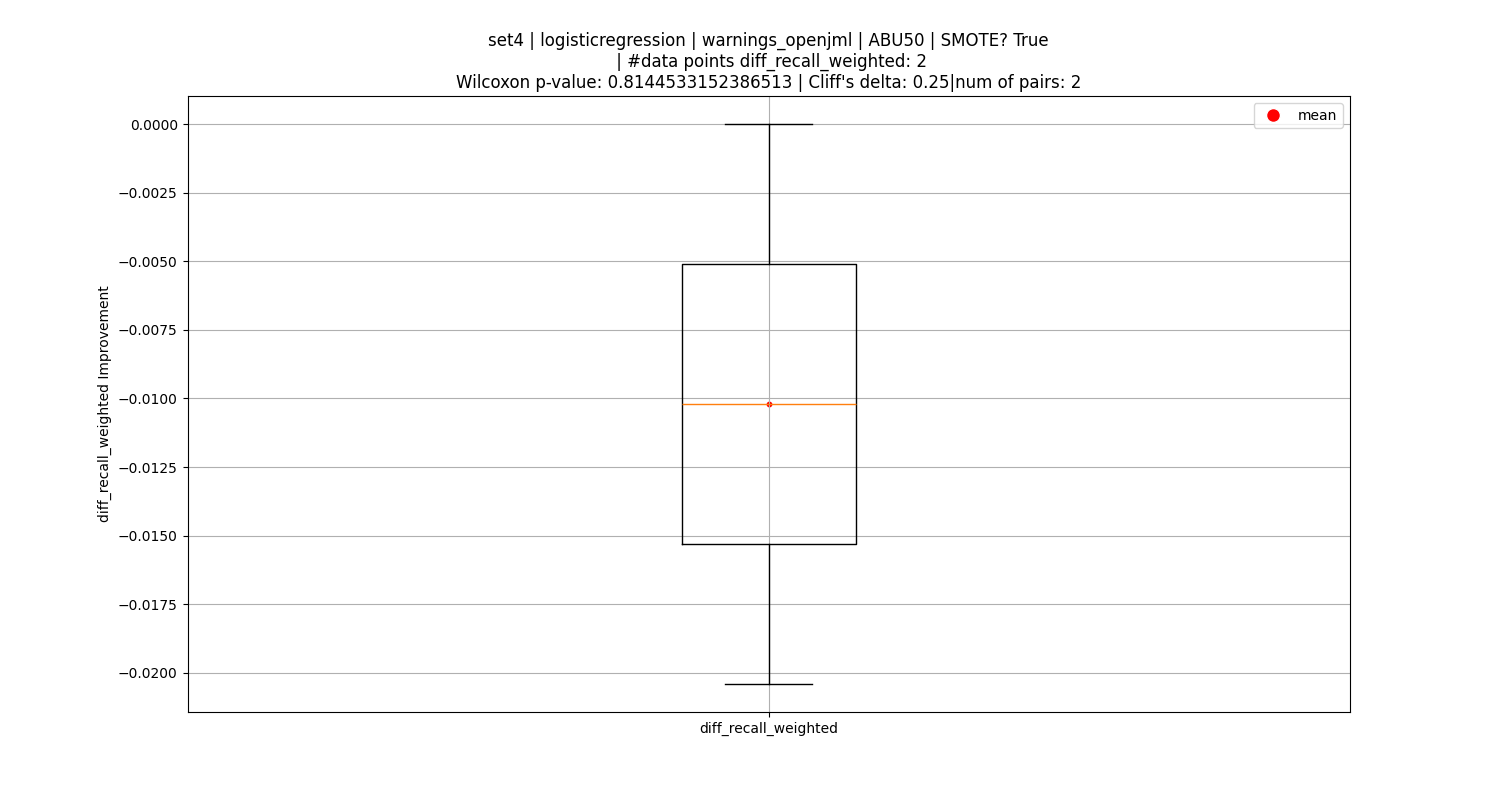 set4 | logisticregression | warnings_openjml | ABU50 | SMOTE? True
| #data points diff_recall_weighted: 2
Wilcoxon p-value: 0.8144533152386513 | Cliff's delta: 0.25|num of pairs: 2
mean
0.0000
−0.0025
−0.0050
−0.0075
−0.0100
−0.0125
−0.0150
−0.0175
−0.0200
diff_recall_weighted Improvement
diff_recall_weighted